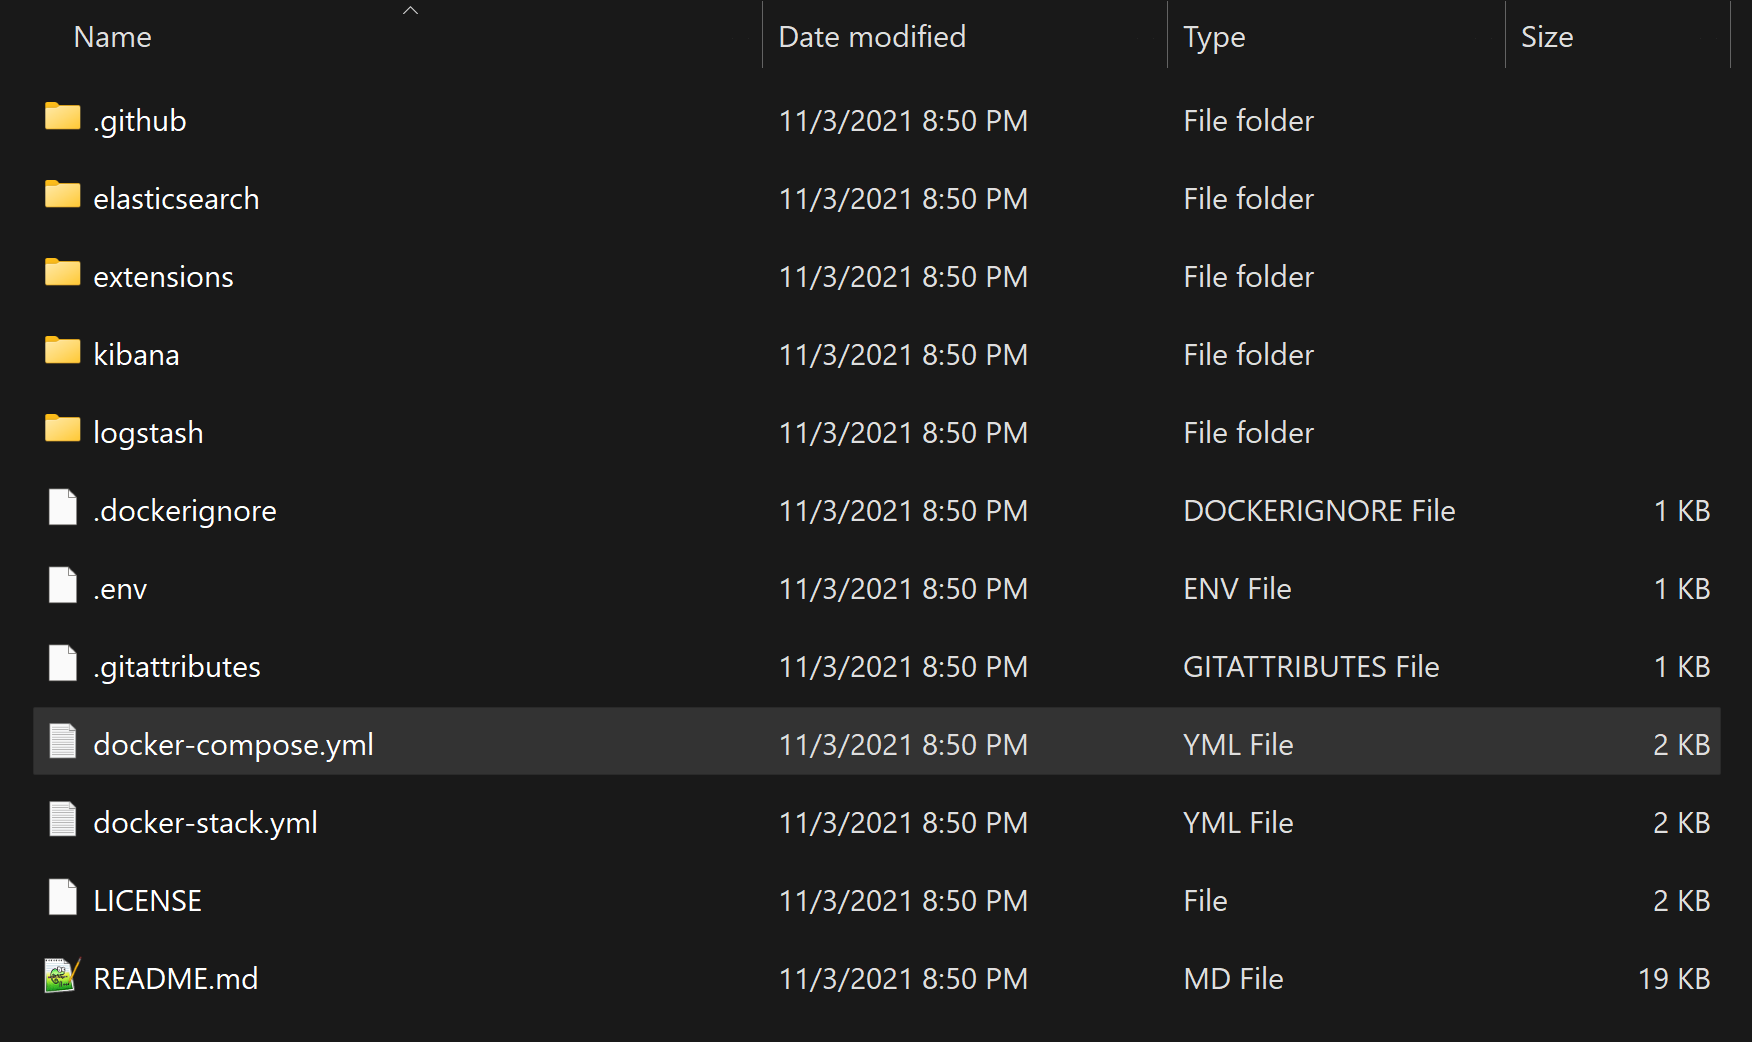 Name Date modified Type Size
.github 11/3/2021 8:50 PM File folder
elasticsearch 11/3/2021 8:50 PM File folder
extensions 11/3/2021 8:50 PM File folder
kibana 11/3/2021 8:50 PM File folder
logstash 11/3/2021 8:50 PM File folder
.dockerignore 11/3/2021 8:50 PM DOCKERIGNORE File 1 KB
.env 11/3/2021 8:50 PM ENV File 1 KB
.gitattributes 11/3/2021 8:50 PM GITATTRIBUTES File 1 KB
docker-compose.yml 11/3/2021 8:50 PM YML File 2 KB
docker-stack.yml 11/3/2021 8:50 PM YML File 2 KB
LICENSE 11/3/2021 8:50 PM File 2 KB
README.md 11/3/2021 8:50 PM MD File 19 KB